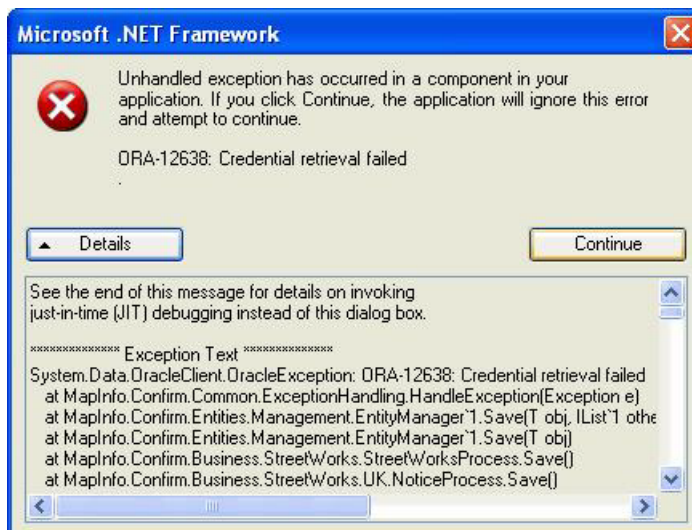 Microsoft .NET Framework
Unhandled exception has occurred in a component in your
application. If you click Continue, the application will ignore this error
and attempt to continue.
ORA-12638: Credential retrieval failed
.
Details
Continue
See the end of this message for details on invoking
just-in-time (JIT) debugging instead of this dialog box.
************** Exception Text **************
System.Data.OracleClient.OracleException: ORA-12638: Credential retrieval failed
at MapInfo.Confirm.Common.ExceptionHandling.HandleException(Exception e)
at MapInfo.Confirm.Entities.Management.EntityManager`1.Save(T obj, IList`1 othe
at MapInfo.Confirm.Entities.Management.EntityManager`1.Save(T obj)
at MapInfo.Confirm.Business.StreetWorks.StreetWorksProcess.Save()
at MapInfo.Confirm.Business.StreetWorks.UK.NoticeProcess.Save()